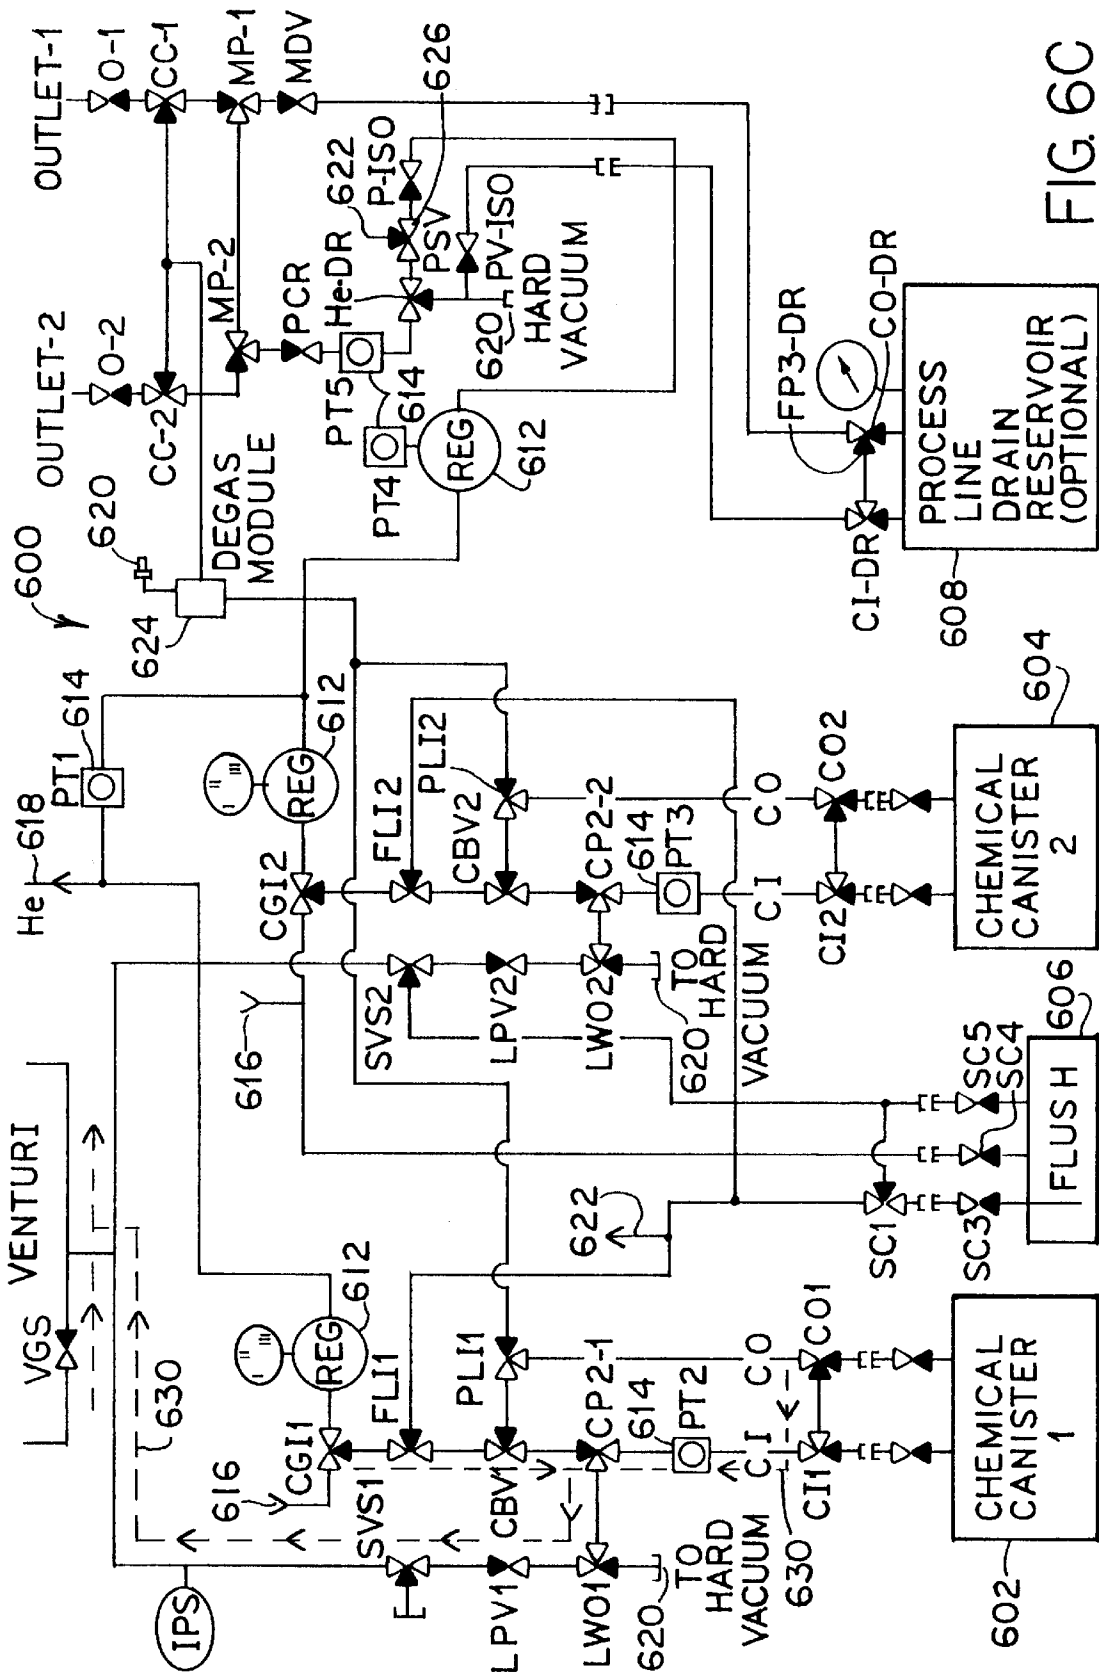 FIG. 6C
600
VGS
VENTURI
630
IPS
616
CGI1
REG
612
SVS1
FLI1
LPV1
CBV1
PLI1
LWO1
CP2-1
614
PT2
620
TO HARD
VACUUM
630
CI
CO
CI1
CO1
CHEMICAL
CANISTER
1
602
He
618
PT1
614
616
CGI2
REG
612
SVS2
FLI2
LPV2
CBV2
PLI2
LWO2
CP2-2
614
PT3
620
TO
HARD
VACUUM
CI
CO
CI2
CO2
CHEMICAL
CANISTER
2
604
622
SC1
SC3
SC4
SC5
FLUSH
606
620
624
DEGAS
MODULE
OUTLET-2
OUTLET-1
O-2
O-1
CC-2
CC-1
MP-2
MP-1
MDV
PCR
PT5
614
PT4
REG
612
He-DR
622
P-ISO
PSV
626
PV-ISO
620
HARD
VACUUM
FP3-DR
CI-DR
CO-DR
PROCESS
LINE
DRAIN
RESERVOIR
(OPTIONAL)
608